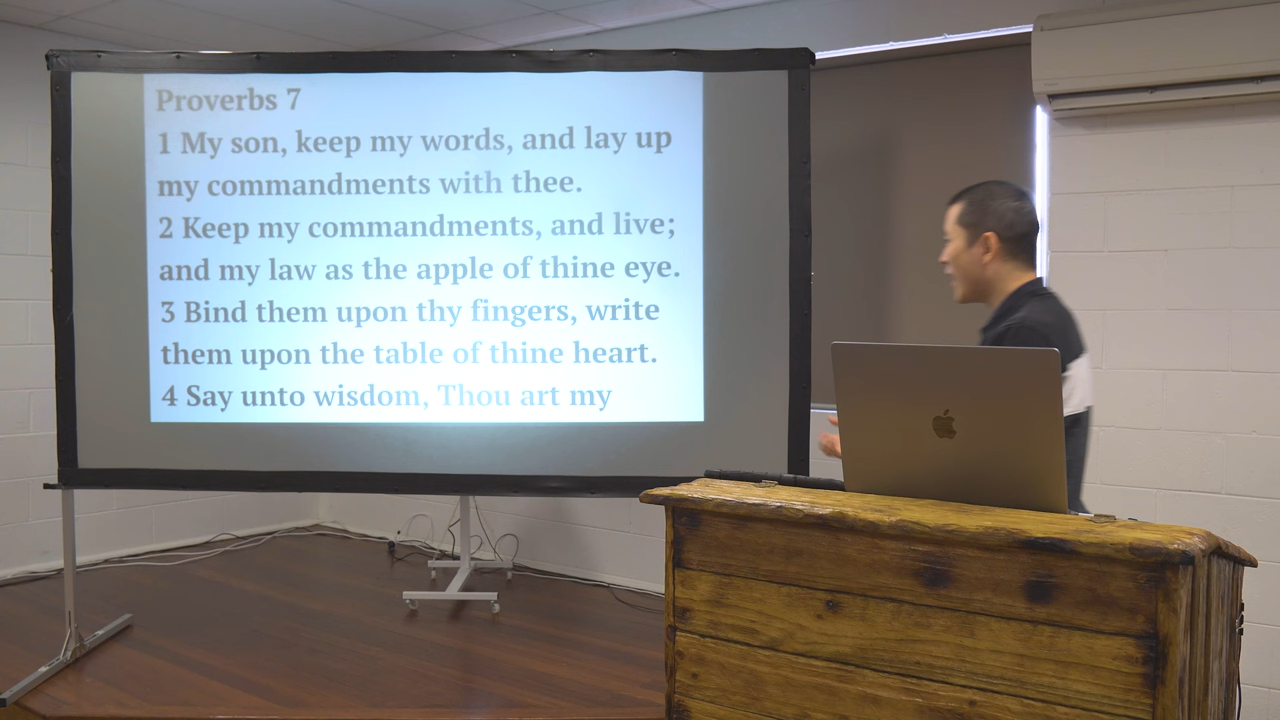 Proverbs 7
1 My son, keep my words, and lay up
my commandments with thee.
2 Keep my commandments, and live;
and my law as the apple of thine eye.
3 Bind them upon thy fingers, write
them upon the table of thine heart.
4 Say unto wisdom, Thou art my